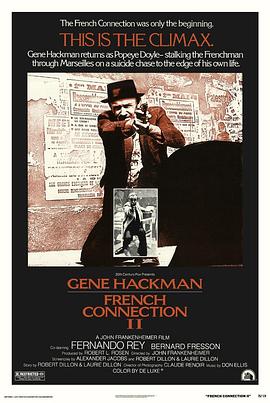 The French Connection was only the beginning.
THIS IS THE CLIMAX.
Gene Hackman returns as Popeye Doyle– stalking the Frenchman
through Marseilles on a suicide chase to the edge of his own life.
20th Century-Fox Presents
GENE HACKMAN
FRENCH
CONNECTION
II
A JOHN FRANKENHEIMER FILM
Co-starring FERNANDO REY BERNARD FRESSON
Produced by ROBERT L. ROSEN Directed by JOHN FRANKENHEIMER
Screenplay by ALEXANDER JACOBS and ROBERT DILLON & LAURIE DILLON
Story by ROBERT DILLON & LAURIE DILLON Director of Photography CLAUDE RENOIR Music by DON ELLIS
COLOR BY DE LUXE®
R RESTRICTED
"FRENCH CONNECTION II"